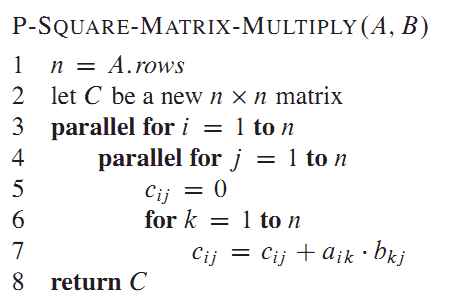 P-SQUARE-MATRIX-MULTIPLY(A, B)
1 n = A.rows
2 let C be a new n × n matrix
3 parallel for i = 1 to n
4 parallel for j = 1 to n
5 cij = 0
6 for k = 1 to n
7 cij = cij + aik · bkj
8 return C